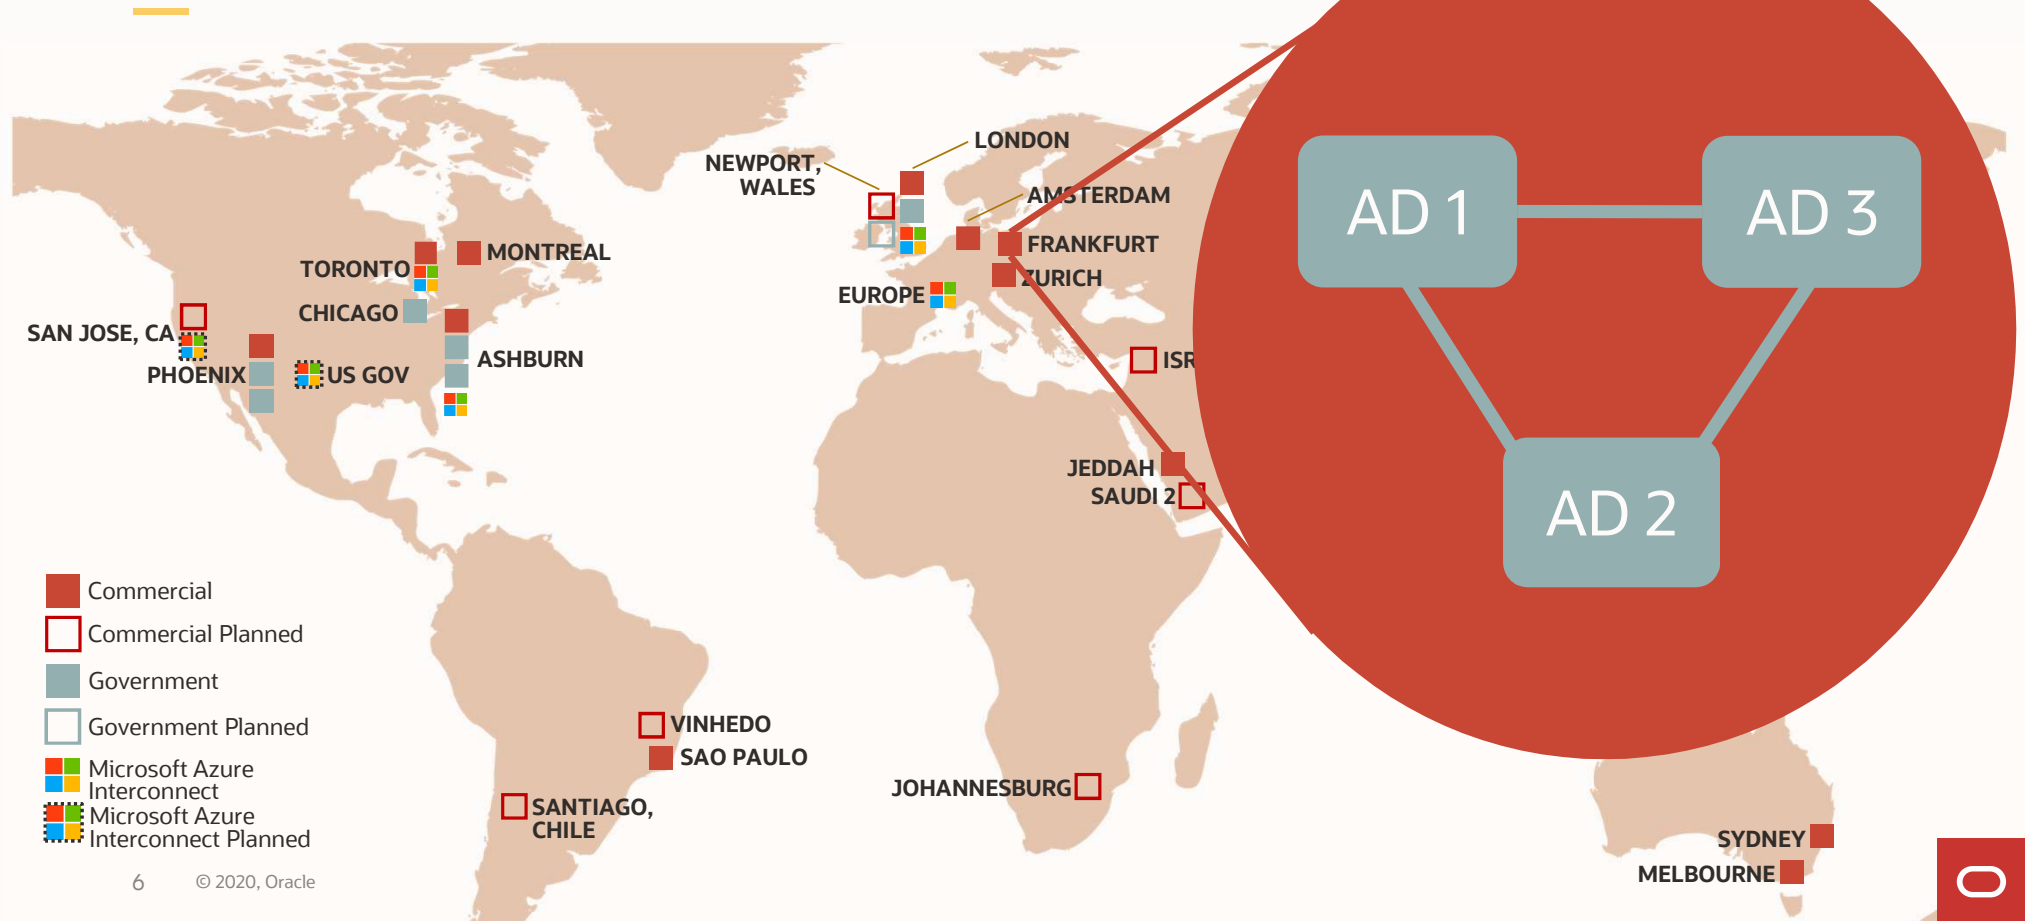 LONDON
NEWPORT,
WALES
AMSTERDAM
FRANKFURT
ZURICH
EUROPE
MONTREAL
TORONTO
CHICAGO
SAN JOSE, CA
ASHBURN
PHOENIX
US GOV
ISR
JEDDAH
SAUDI 2
AD 1
AD 3
AD 2
Commercial
Commercial Planned
Government
Government Planned
Microsoft Azure
Interconnect
Microsoft Azure
Interconnect Planned
VINHEDO
SAO PAULO
SANTIAGO,
CHILE
JOHANNESBURG
SYDNEY
MELBOURNE
6
© 2020, Oracle